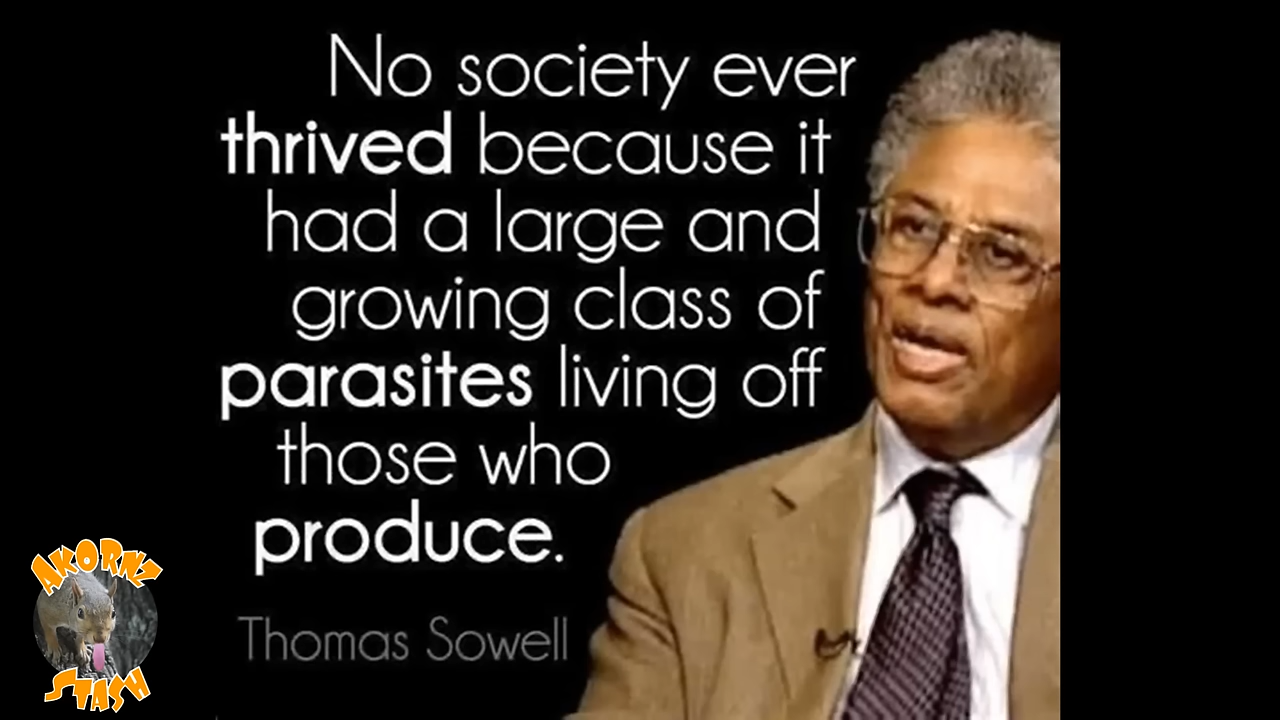 No society ever
thrived because it
had a large and
growing class of
parasites living off
those who
produce.
Thomas Sowell
AKORNZ
STASH